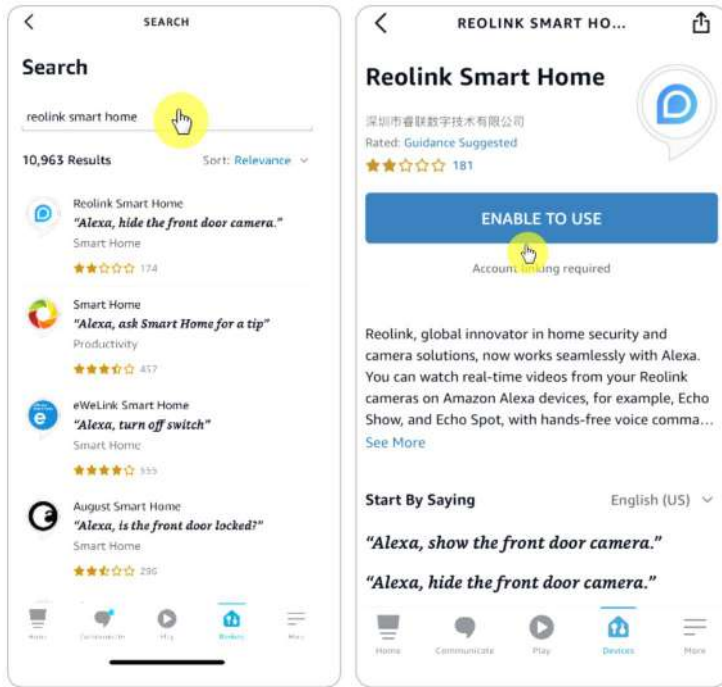 SEARCH
Search
reolink smart home
10,963 Results
Sort: Relevance
Reolink Smart Home
“Alexa, hide the front door camera.”
Smart Home
174
Smart Home
“Alexa, ask Smart Home for a tip”
Productivity
457
eWeLink Smart Home
“Alexa, turn off switch”
Smart Home
555
August Smart Home
“Alexa, is the front door locked?”
Smart Home
296
Home
Communicate
Play
Devices
More
REOLINK SMART HO...
Reolink Smart Home
深圳市睿联数字技术有限公司
Rated: Guidance Suggested
181
ENABLE TO USE
Account linking required
Reolink, global innovator in home security and
camera solutions, now works seamlessly with Alexa.
You can watch real-time videos from your Reolink
cameras on Amazon Alexa devices, for example, Echo
Show, and Echo Spot, with hands-free voice comma...
See More
Start By Saying
English (US)
“Alexa, show the front door camera.”
“Alexa, hide the front door camera.”
Home
Communicate
Play
Devices
More